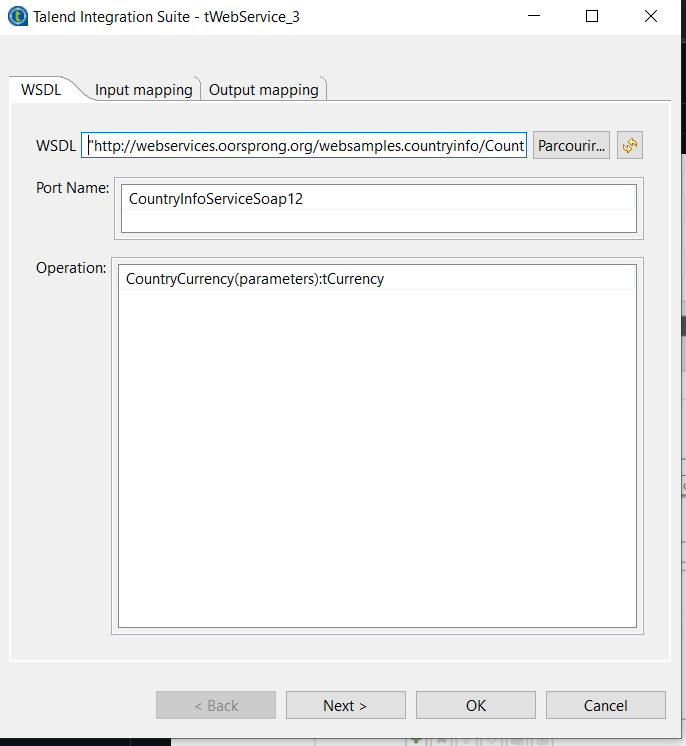 Talend Integration Suite - tWebService_3
WSDL
Input mapping
Output mapping
WSDL "http://webservices.oorsprong.org/websamples.countryinfo/Count Parcourir...
Port Name:
CountryInfoServiceSoap12
Operation:
CountryCurrency(parameters):tCurrency
< Back
Next >
OK
Cancel